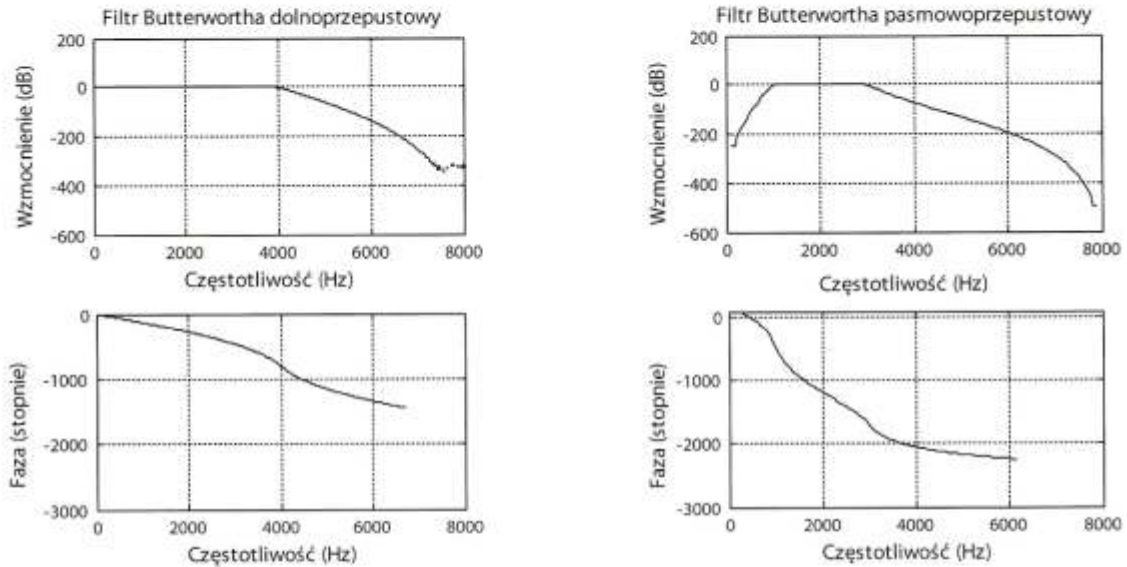 Filtr Butterwortha dolnoprzepustowy
200
0
-200
-400
-600
Wzmocnienie (dB)
0 2000 4000 6000 8000
Częstotliwość (Hz)
Filtr Butterwortha pasmowoprzepustowy
200
0
-200
-400
-600
Wzmocnienie (dB)
0 2000 4000 6000 8000
Częstotliwość (Hz)
0
-1000
-2000
-3000
Faza (stopnie)
0 2000 4000 6000 8000
Częstotliwość (Hz)
0
-1000
-2000
-3000
Faza (stopnie)
0 2000 4000 6000 8000
Częstotliwość (Hz)